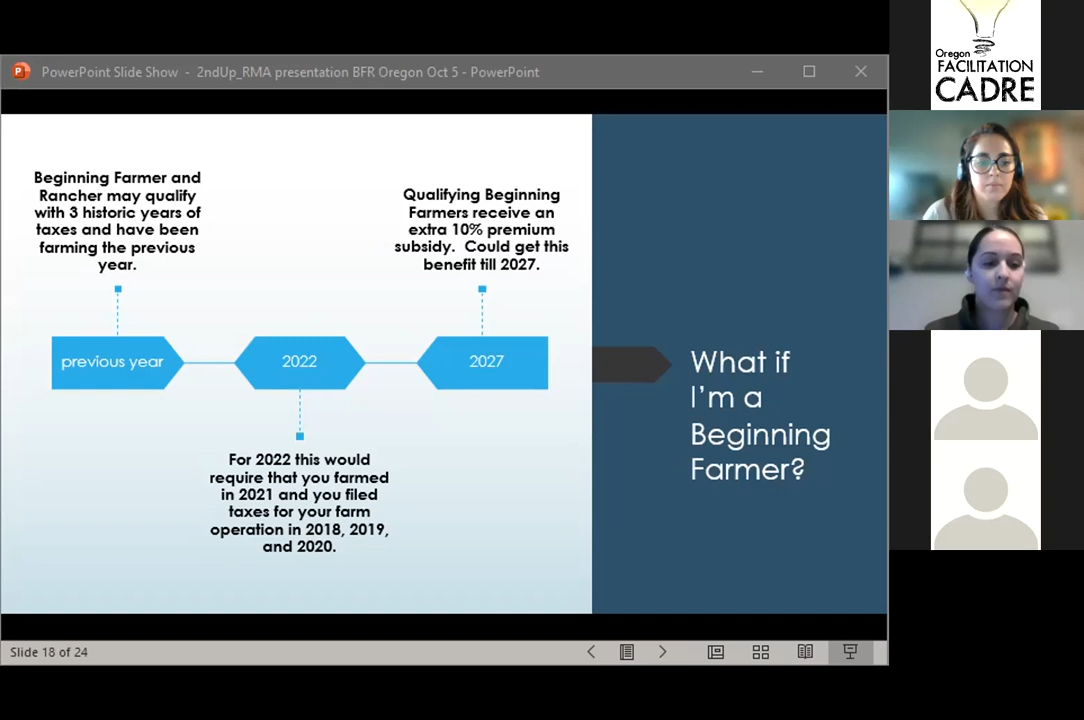 PowerPoint Slide Show - 2ndUp_RMA presentation BFR Oregon Oct 5 - PowerPoint
Oregon
FACILITATION
CADRE
Beginning Farmer and
Rancher may qualify
with 3 historic years of
taxes and have been
farming the previous
year.
Qualifying Beginning
Farmers receive an
extra 10% premium
subsidy. Could get this
benefit till 2027.
previous year
2022
2027
For 2022 this would
require that you farmed
in 2021 and you filed
taxes for your farm
operation in 2018, 2019,
and 2020.
What if
I'm a
Beginning
Farmer?
Slide 18 of 24